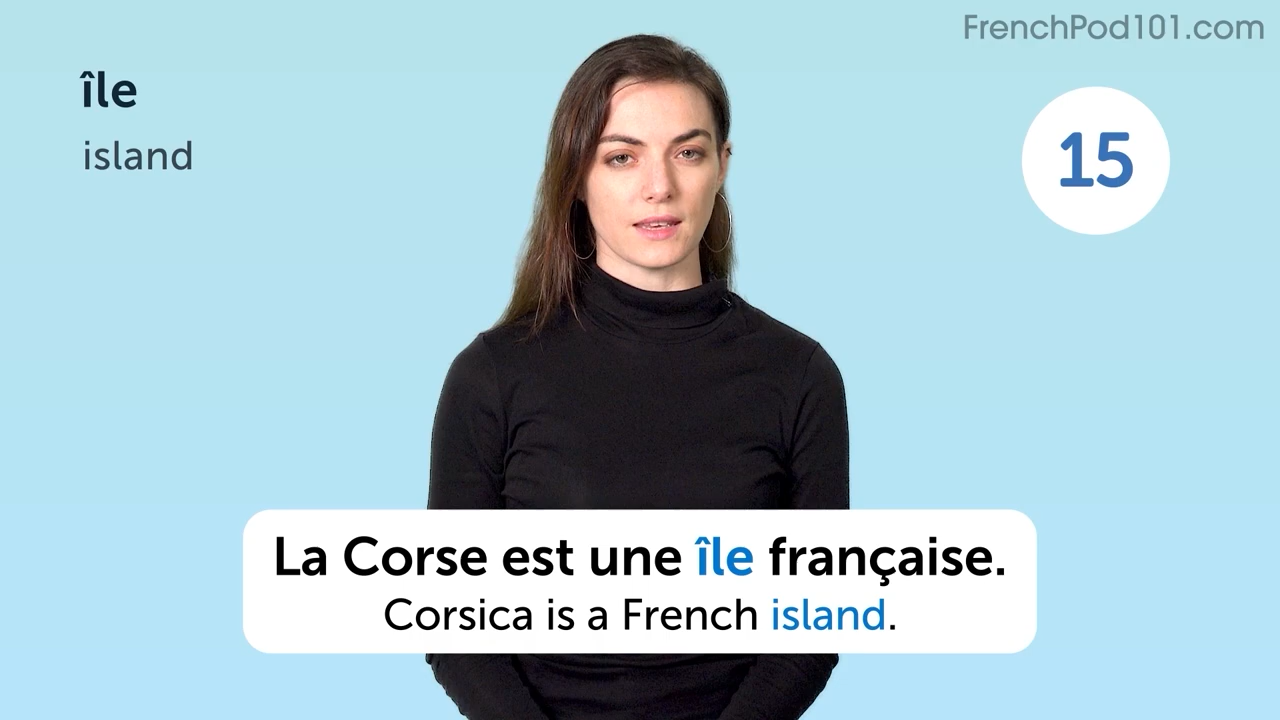 FrenchPod101.com
île
island
15
La Corse est une île française.
Corsica is a French island.